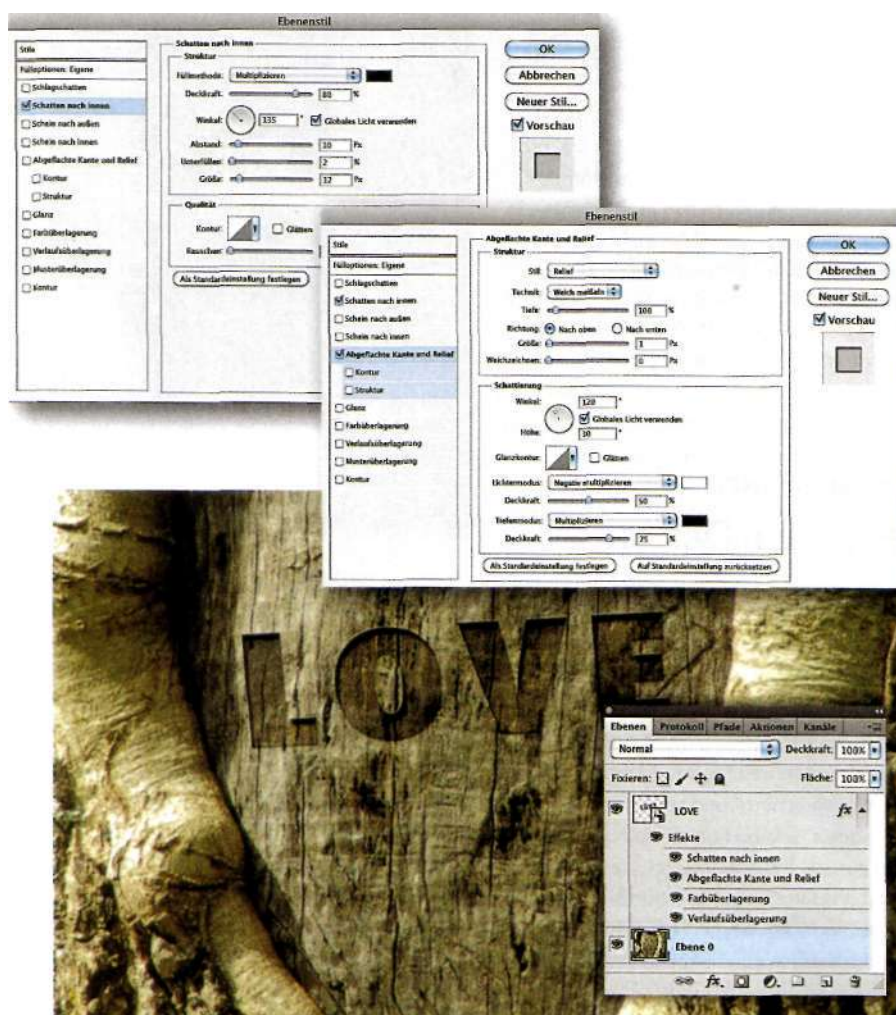 Ebenenstil
Stile
Fülloptionen: Eigene
Schlagschatten
Schatten nach innen
Schein nach außen
Schein nach innen
Abgeflachte Kante und Relief
Kontur
Struktur
Glanz
Farbüberlagerung
Verlaufsüberlagerung
Musterüberlagerung
Kontur
Schatten nach innen
Struktur
Füllmethode: Multiplizieren
Deckkraft: 80 %
Winkel: 135 ° Globales Licht verwenden
Abstand: 10 Px
Unterfüllen: 2 %
Größe: 12 Px
Qualität
Kontur: Glätten
Rauschen:
Als Standardeinstellung festlegen
OK
Abbrechen
Neuer Stil...
Vorschau
Ebenenstil
Stile
Fülloptionen: Eigene
Schlagschatten
Schatten nach innen
Schein nach außen
Schein nach innen
Abgeflachte Kante und Relief
Kontur
Struktur
Glanz
Farbüberlagerung
Verlaufsüberlagerung
Musterüberlagerung
Kontur
Abgeflachte Kante und Relief
Struktur
Stil: Relief
Technik: Weich meißeln
Tiefe: 100 %
Richtung: Nach oben Nach unten
Größe: 1 Px
Weichzeichnen: 0 Px
Schattierung
Winkel: 120 °
Globales Licht verwenden
Höhe: 30 °
Glanzkontur: Glätten
Lichtermodus: Negativ multiplizieren
Deckkraft: 50 %
Tiefenmodus: Multiplizieren
Deckkraft: 75 %
Als Standardeinstellung festlegen Auf Standardeinstellung zurücksetzen
OK
Abbrechen
Neuer Stil...
Vorschau
LOVE
Ebenen Protokoll Pfade Aktionen Kanäle
Normal Deckkraft: 100%
Fixieren: Fläche: 100%
LOVE fx
Effekte
Schatten nach innen
Abgeflachte Kante und Relief
Farbüberlagerung
Verlaufsüberlagerung
Ebene 0
fx.